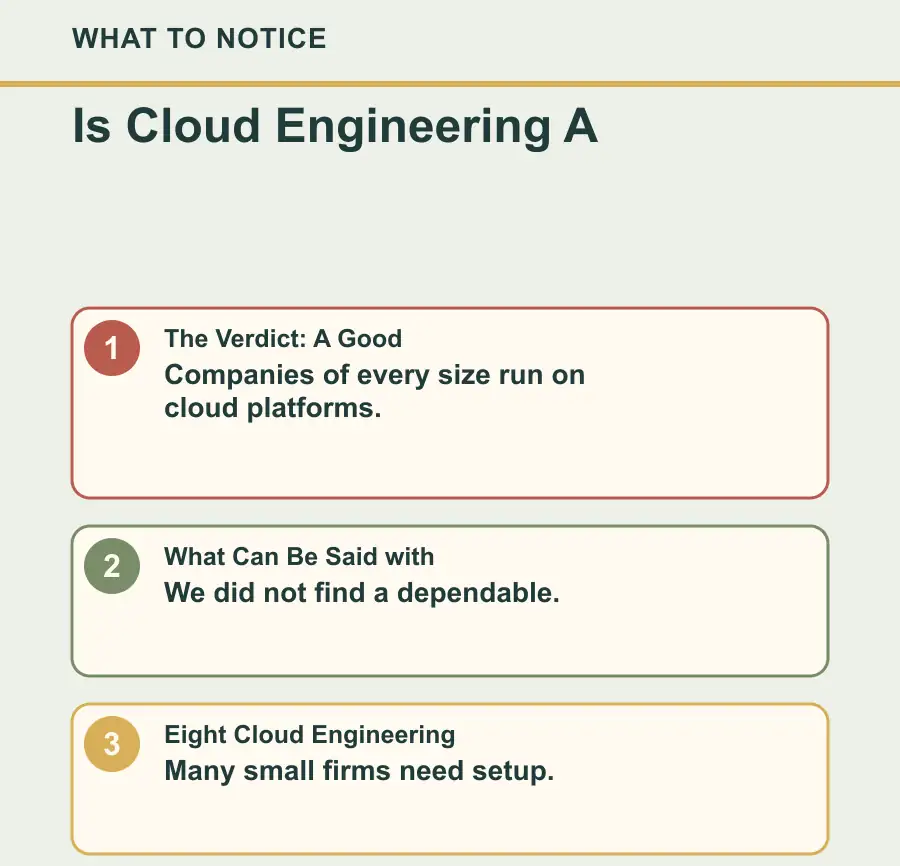 WHAT TO NOTICE
Is Cloud Engineering A
1
The Verdict: A Good
Companies of every size run on
cloud platforms.
2
What Can Be Said with
We did not find a dependable.
3
Eight Cloud Engineering
Many small firms need setup.